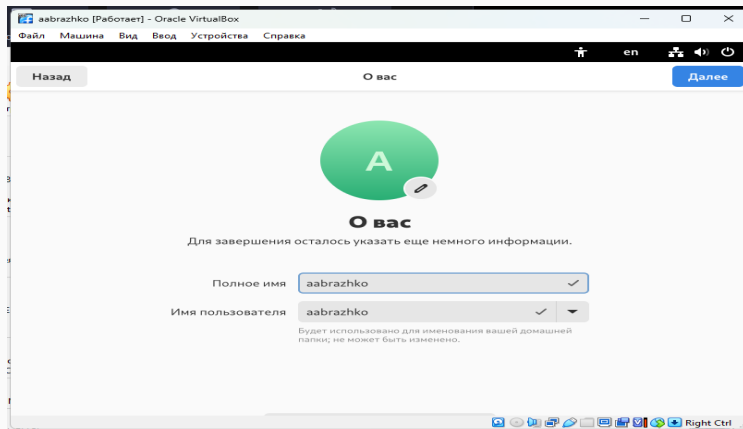 aabrazhko [Работает] - Oracle VirtualBox
Файл Машина Вид Ввод Устройства Справка
en
Назад О вас Далее
A
О вас
Для завершения осталось указать еще немного информации.
Полное имя aabrazhko
Имя пользователя aabrazhko
Будет использовано для именования вашей домашней
папки; не может быть изменено.
Right Ctrl